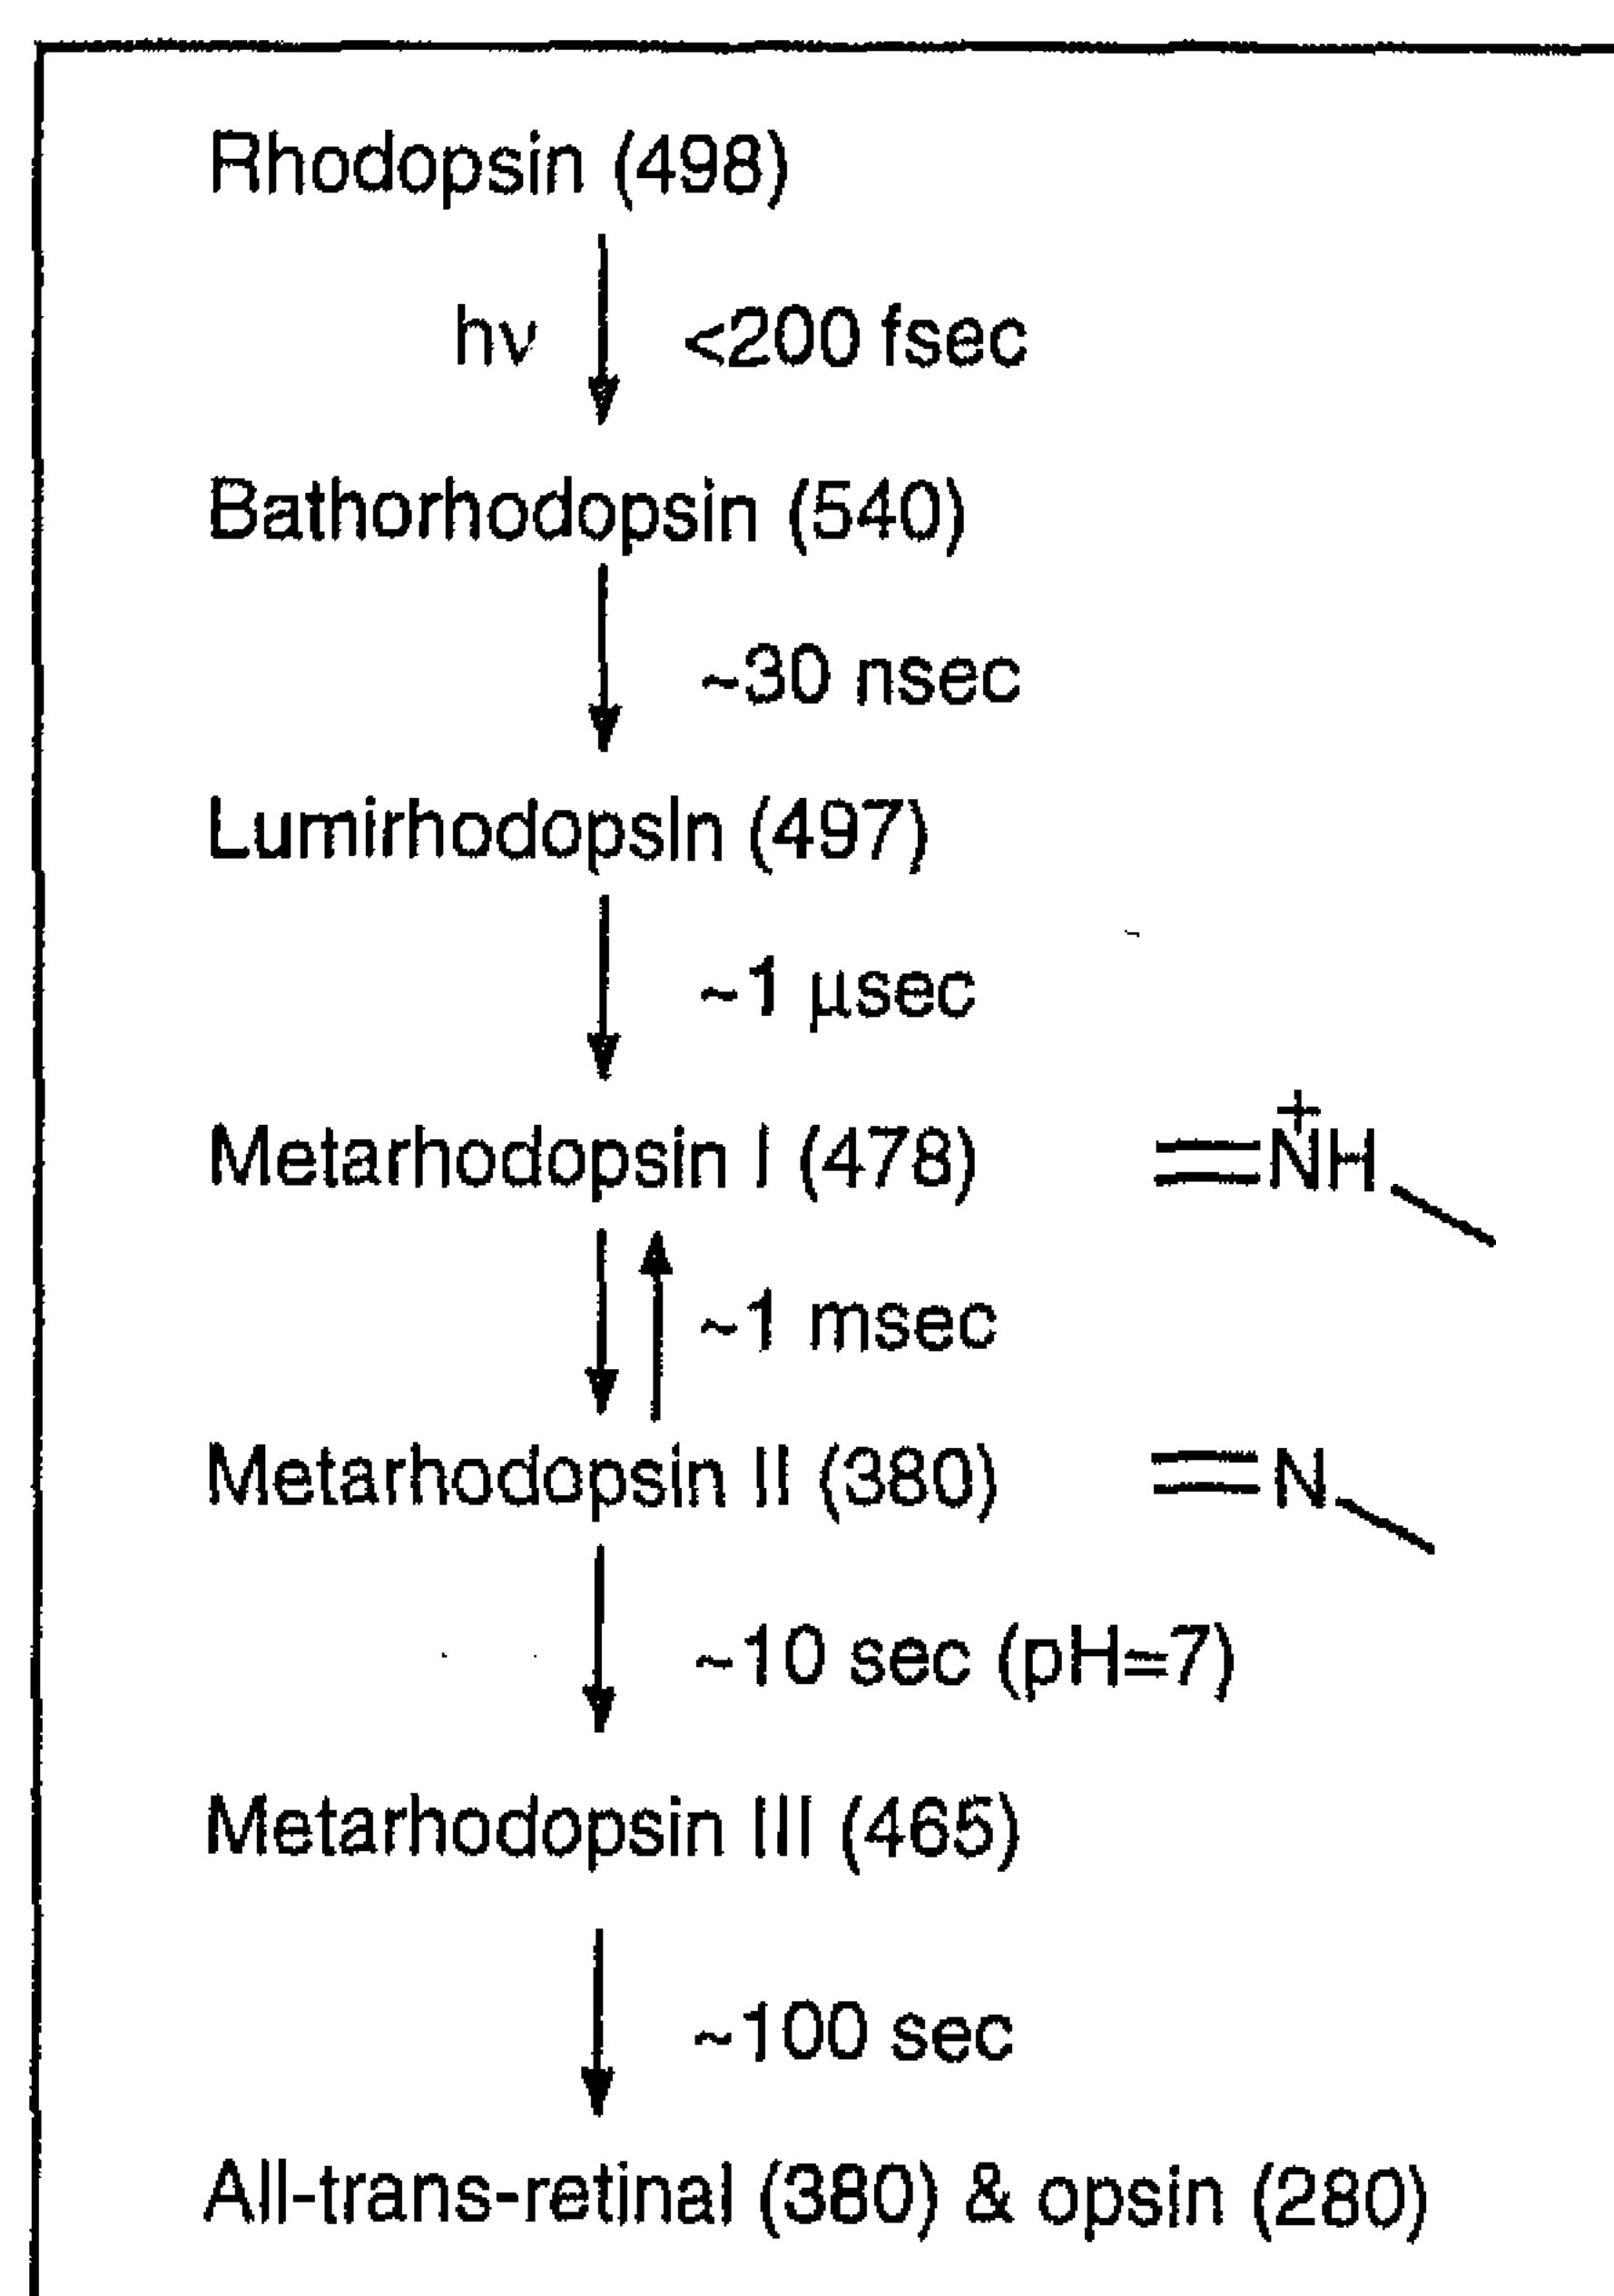 Rhodopsin (498)
hν <200 fsec
Bathorhodopsin (540)
~30 nsec
Lumirhodopsin (497)
~1 μsec
Metarhodopsin I (478) =N⁺H
~1 msec
Metarhodopsin II (380) =N
~10 sec (pH=7)
Metarhodopsin III (465)
~100 sec
All-trans-retinal (380) & opsin (280)